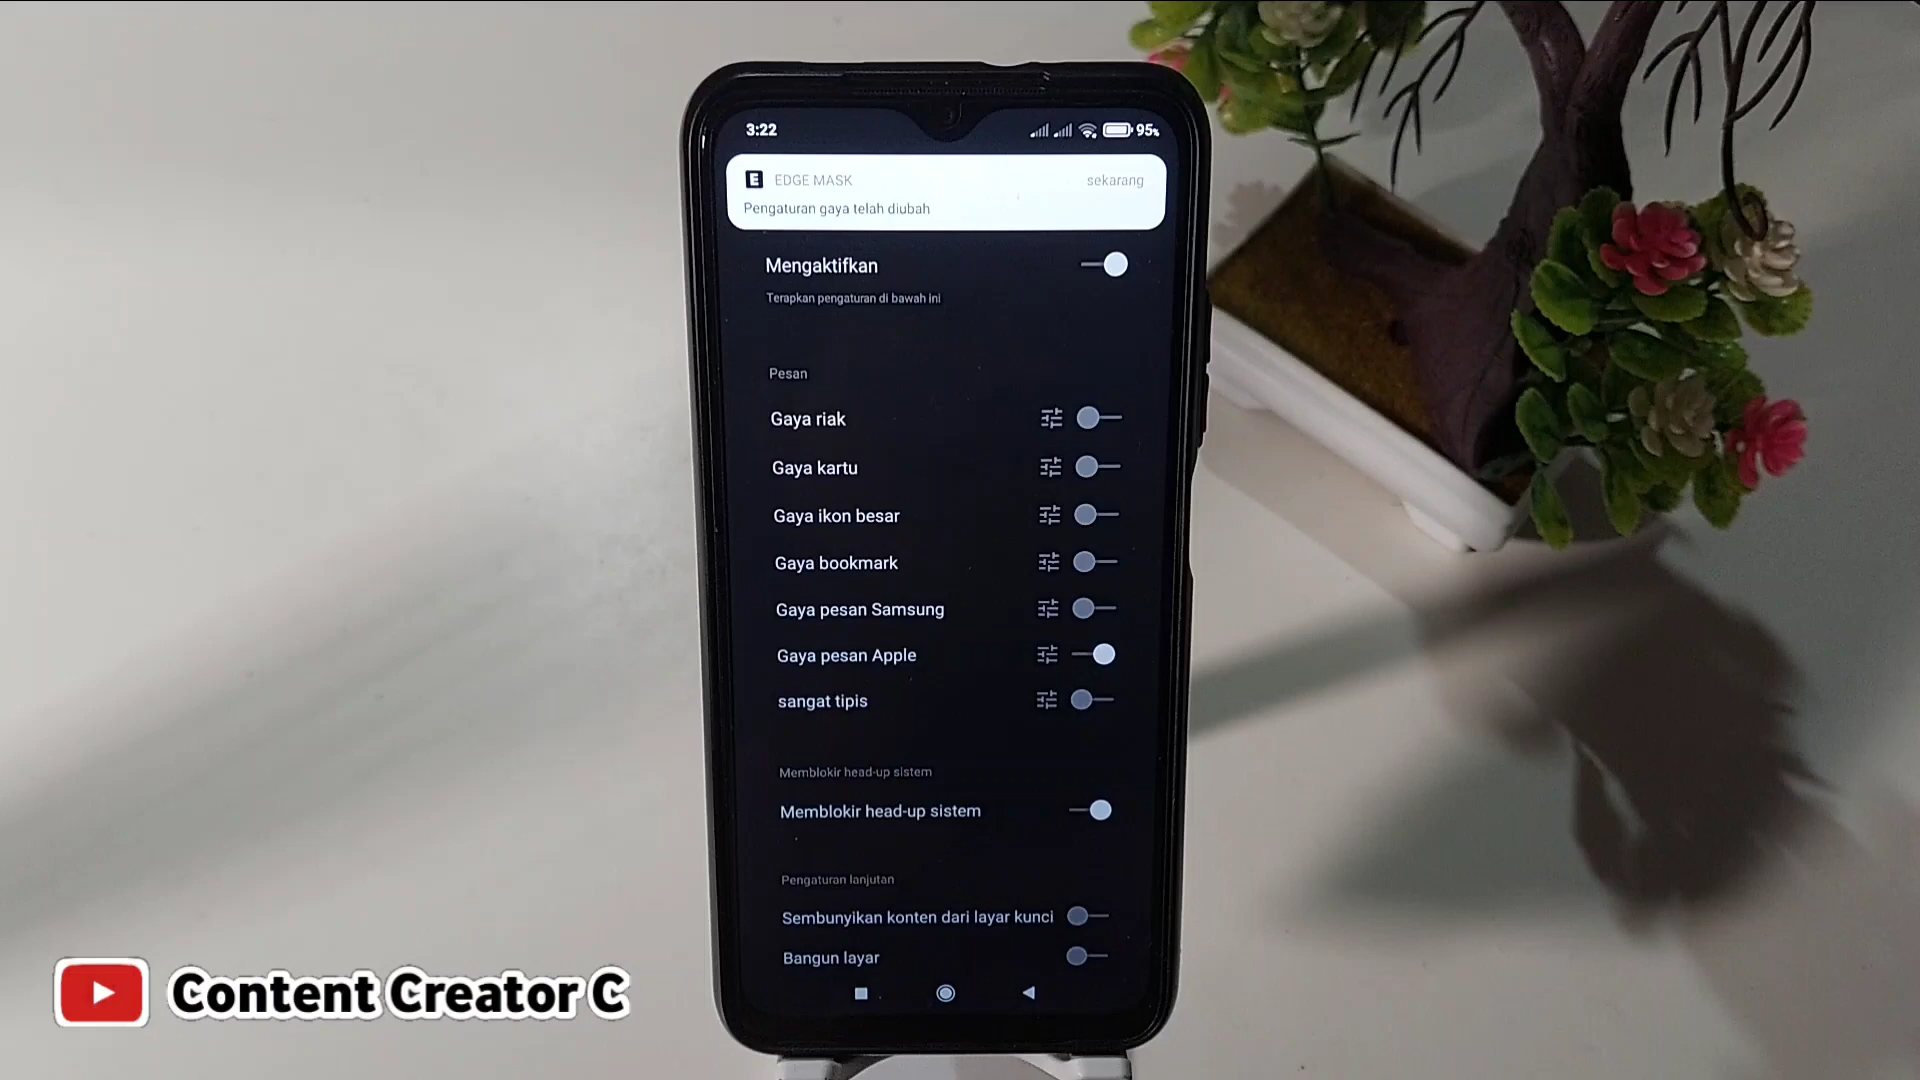 3:22
95%
EDGE MASK
sekarang
Pengaturan gaya telah diubah
Mengaktifkan
Terapkan pengaturan di bawah ini
Pesan
Gaya riak
Gaya kartu
Gaya ikon besar
Gaya bookmark
Gaya pesan Samsung
Gaya pesan Apple
sangat tipis
Memblokir head-up sistem
Memblokir head-up sistem
Pengaturan lanjutan
Sembunyikan konten dari layar kunci
Bangun layar
Content Creator C